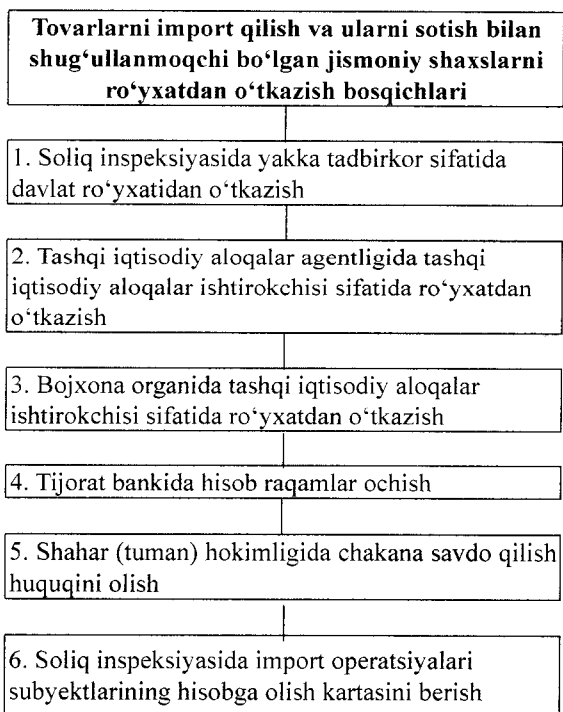 Tovarlarni import qilish va ularni sotish bilan
shug‘ullanmoqchi bo‘lgan jismoniy shaxslarni
ro‘yxatdan o‘tkazish bosqichlari
1. Soliq inspeksiyasida yakka tadbirkor sifatida
davlat ro‘yxatidan o‘tkazish
2. Tashqi iqtisodiy aloqalar agentligida tashqi
iqtisodiy aloqalar ishtirokchisi sifatida ro‘yxatdan
o‘tkazish
3. Bojxona organida tashqi iqtisodiy aloqalar
ishtirokchisi sifatida ro‘yxatdan o‘tkazish
4. Tijorat bankida hisob raqamlar ochish
5. Shahar (tuman) hokimligida chakana savdo qilish
huquqini olish
6. Soliq inspeksiyasida import operatsiyalari
subyektlarining hisobga olish kartasini berish